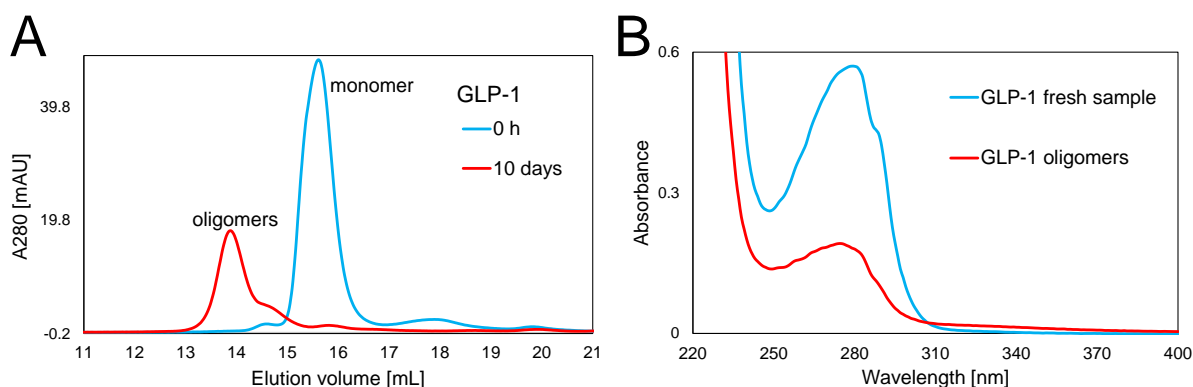 A
GLP-1
0 h
10 days
monomer
oligomers
A280 [mAU]
39.8
19.8
-0.2
11 12 13 14 15 16 17 18 19 20 21
Elution volume [mL]
B
GLP-1 fresh sample
GLP-1 oligomers
Absorbance
0.6
0.3
0
220 250 280 310 340 370 400
Wavelength [nm]